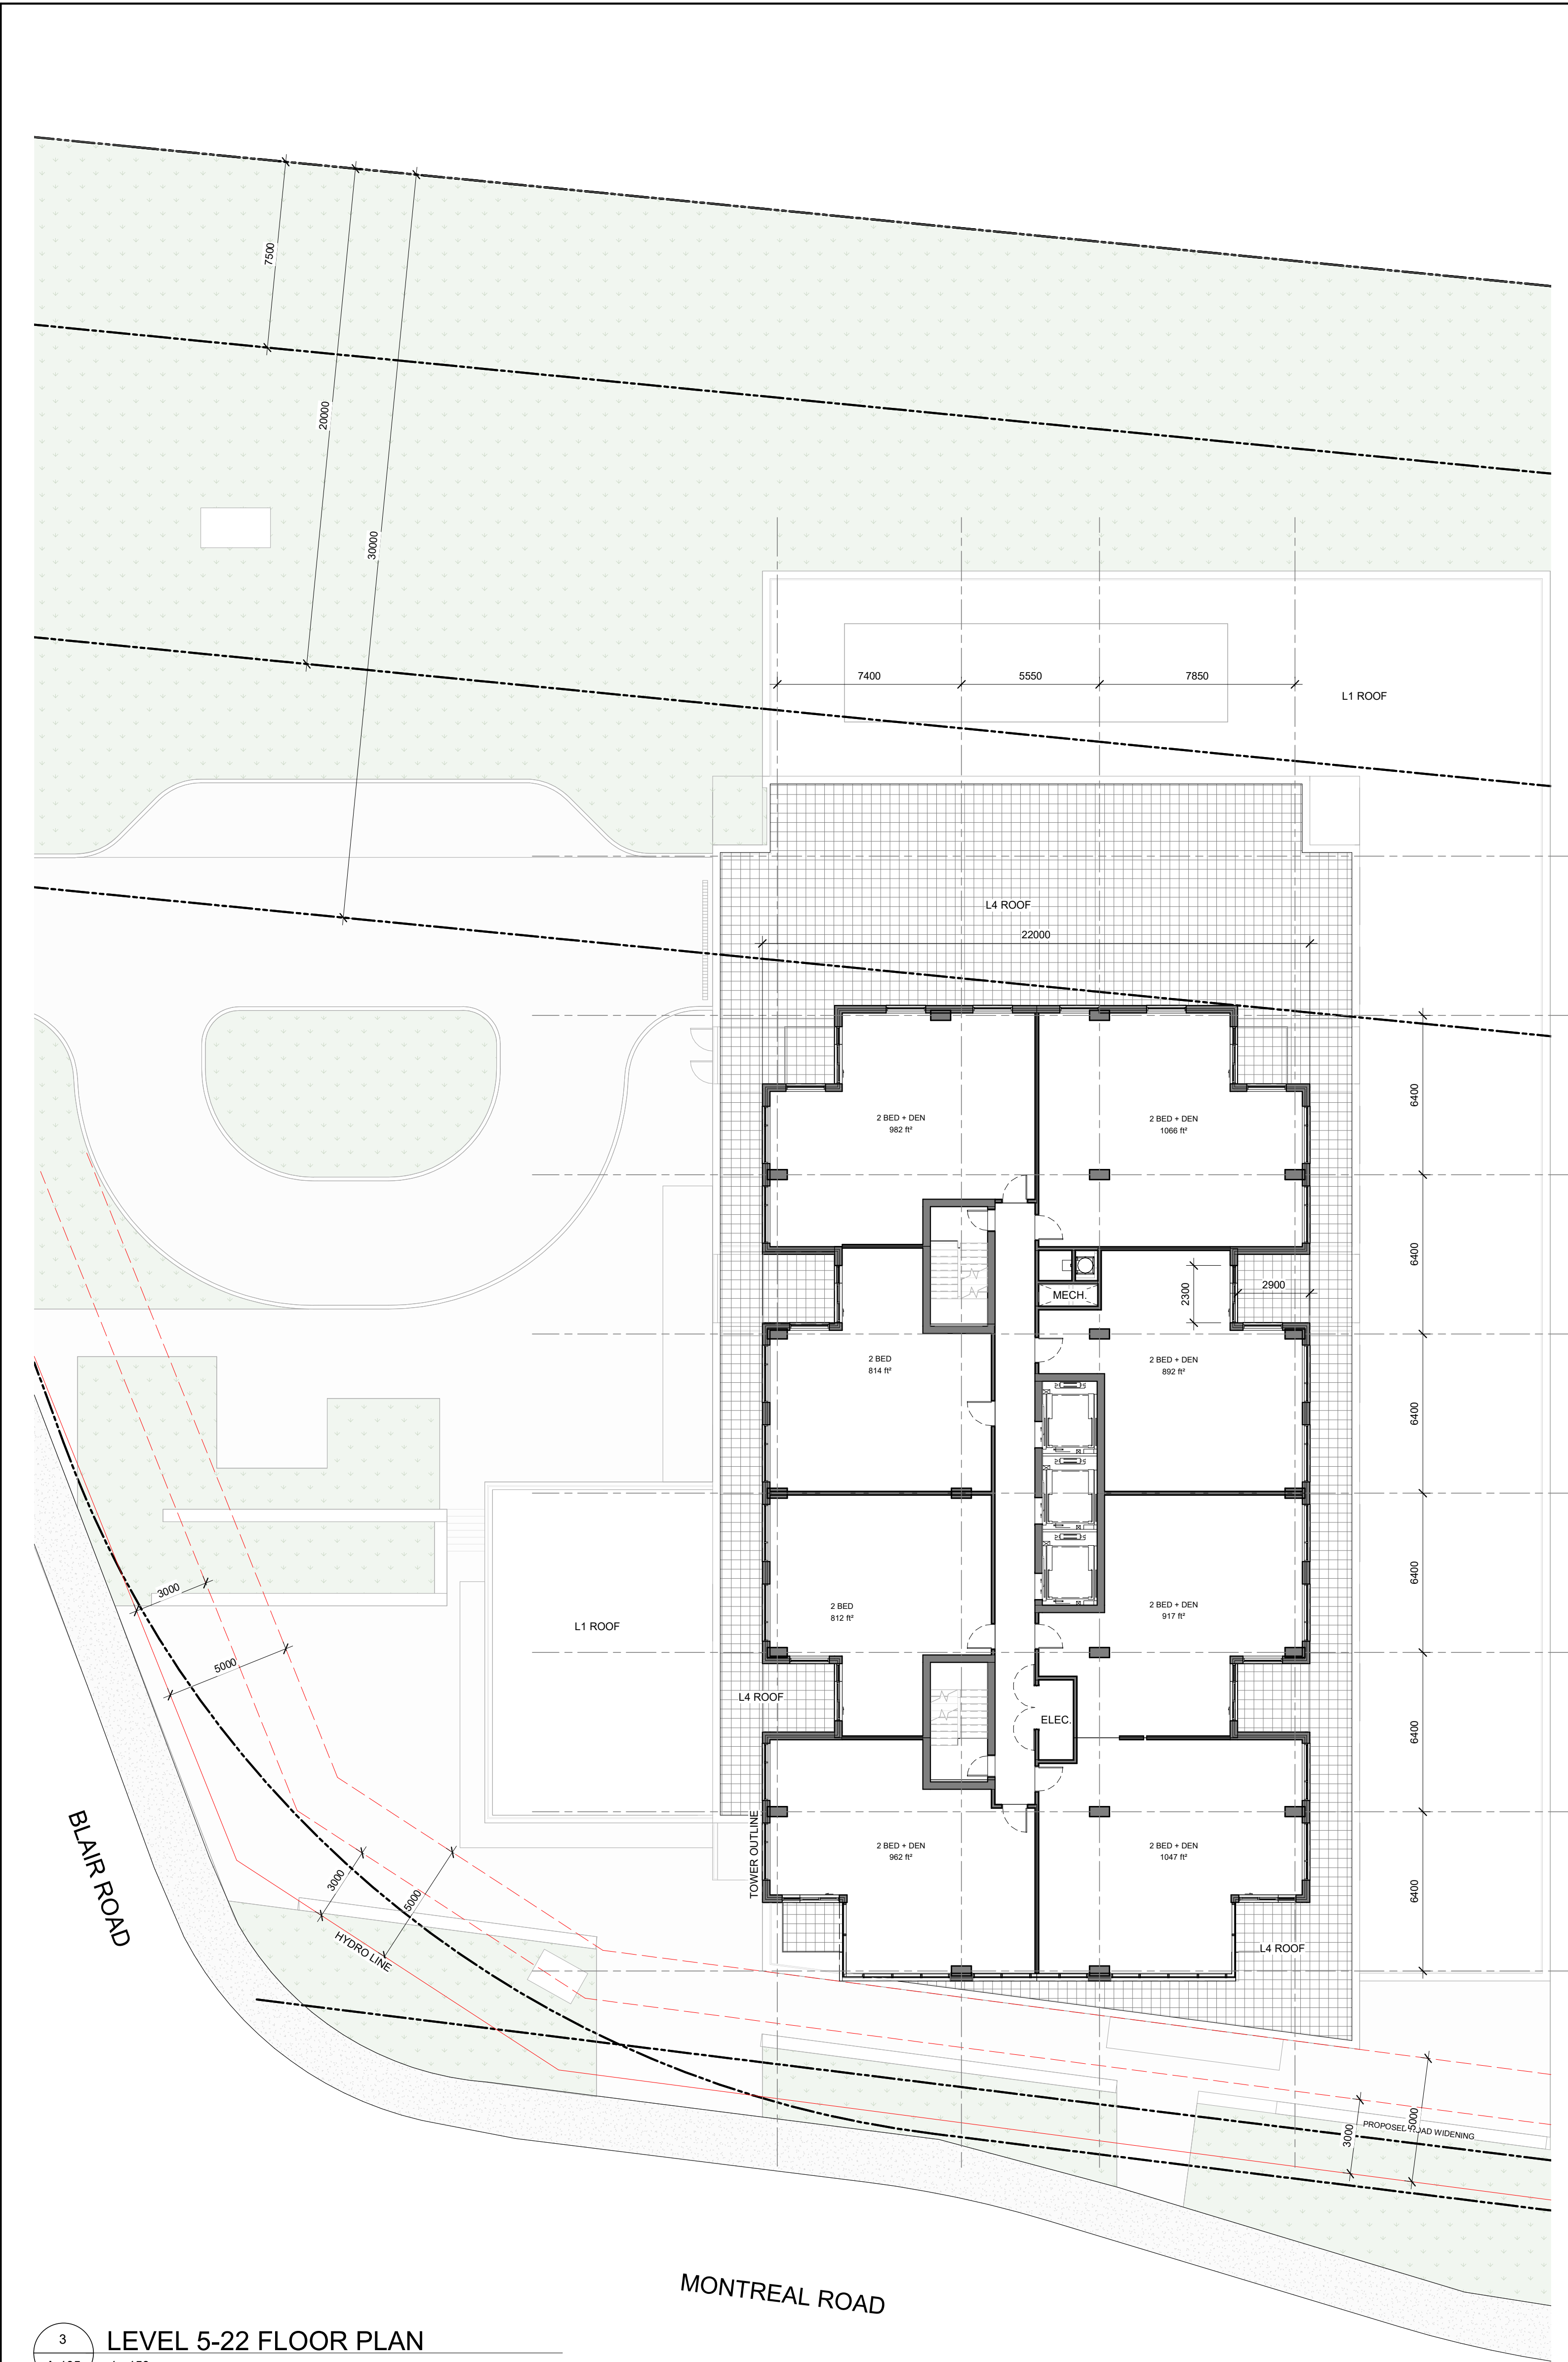 7500
20000
30000
7400
5550
7850
L1 ROOF
L4 ROOF
22000
6400
2 BED + DEN
982 ft²
2 BED + DEN
1066 ft²
6400
MECH.
2300
2900
2 BED
814 ft²
2 BED + DEN
892 ft²
6400
6400
3000
2 BED
812 ft²
2 BED + DEN
917 ft²
L1 ROOF
5000
L4 ROOF
ELEC.
6400
TOWER OUTLINE
2 BED + DEN
962 ft²
2 BED + DEN
1047 ft²
6400
BLAIR ROAD
3000
5000
HYDRO LINE
L4 ROOF
3000
5000
PROPOSED ROAD WIDENING
MONTREAL ROAD
3
LEVEL 5-22 FLOOR PLAN